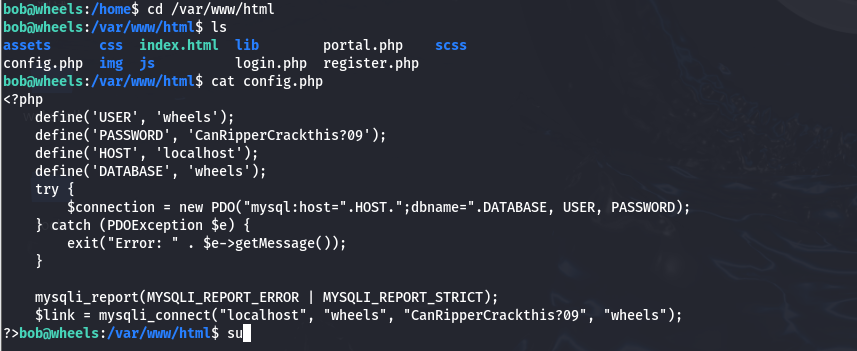 bob@wheels:/home$ cd /var/www/html
bob@wheels:/var/www/html$ ls
assets css index.html lib portal.php scss
config.php img js login.php register.php
bob@wheels:/var/www/html$ cat config.php
<?php
define('USER', 'wheels');
define('PASSWORD', 'CanRipperCrackthis?09');
define('HOST', 'localhost');
define('DATABASE', 'wheels');
try {
$connection = new PDO("mysql:host=".HOST.";dbname=".DATABASE, USER, PASSWORD);
} catch (PDOException $e) {
exit("Error: " . $e->getMessage());
}
mysqli_report(MYSQLI_REPORT_ERROR | MYSQLI_REPORT_STRICT);
$link = mysqli_connect("localhost", "wheels", "CanRipperCrackthis?09", "wheels");
?>bob@wheels:/var/www/html$ su